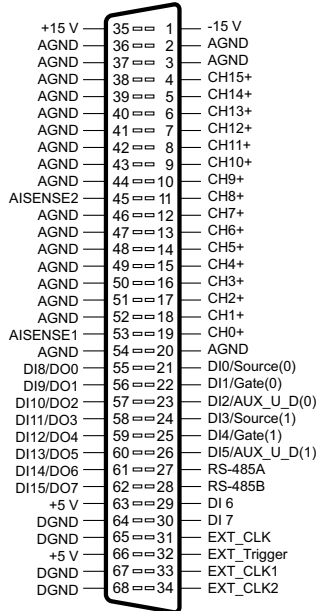 +15 V 35 1 -15 V
AGND 36 2 AGND
AGND 37 3 AGND
AGND 38 4 CH15+
AGND 39 5 CH14+
AGND 40 6 CH13+
AGND 41 7 CH12+
AGND 42 8 CH11+
AGND 43 9 CH10+
AGND 44 10 CH9+
AISENSE2 45 11 CH8+
AGND 46 12 CH7+
AGND 47 13 CH6+
AGND 48 14 CH5+
AGND 49 15 CH4+
AGND 50 16 CH3+
AGND 51 17 CH2+
AGND 52 18 CH1+
AISENSE1 53 19 CH0+
AGND 54 20 AGND
DI8/DO0 55 21 DI0/Source(0)
DI9/DO1 56 22 DI1/Gate(0)
DI10/DO2 57 23 DI2/AUX_U_D(0)
DI11/DO3 58 24 DI3/Source(1)
DI12/DO4 59 25 DI4/Gate(1)
DI13/DO5 60 26 DI5/AUX_U_D(1)
DI14/DO6 61 27 RS-485A
DI15/DO7 62 28 RS-485B
+5 V 63 29 DI 6
DGND 64 30 DI 7
DGND 65 31 EXT_CLK
+5 V 66 32 EXT_Trigger
DGND 67 33 EXT_CLK1
DGND 68 34 EXT_CLK2